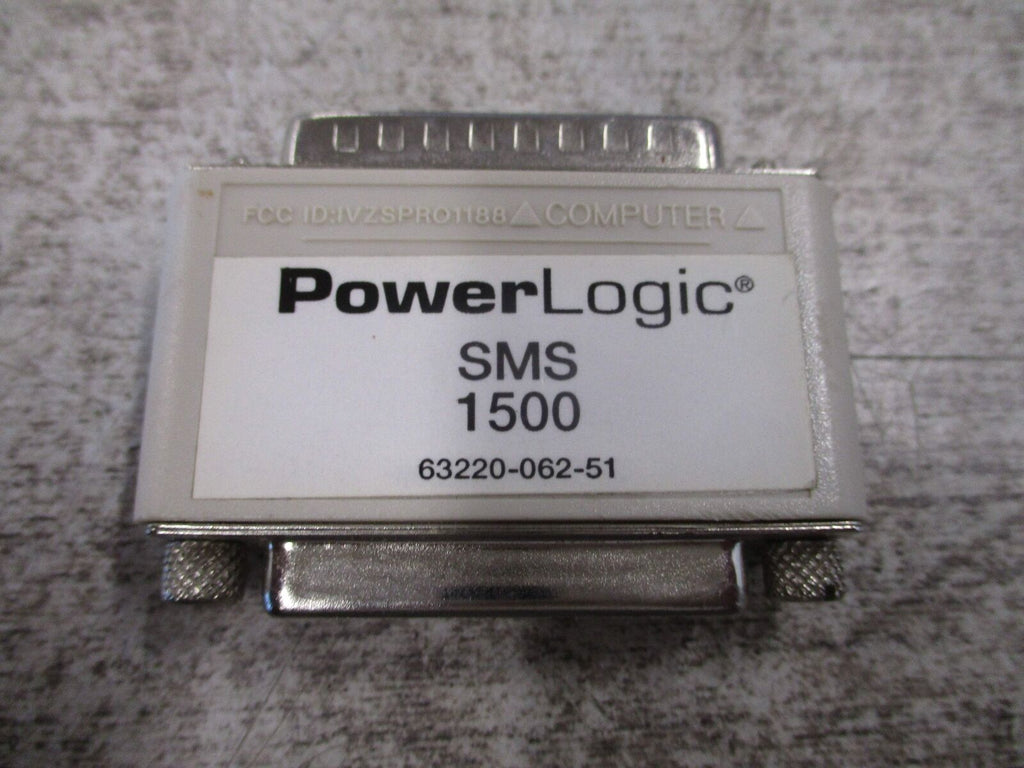 FCC ID:IVZSPRO1188 △ COMPUTER △
PowerLogic®
SMS
1500
63220-062-51